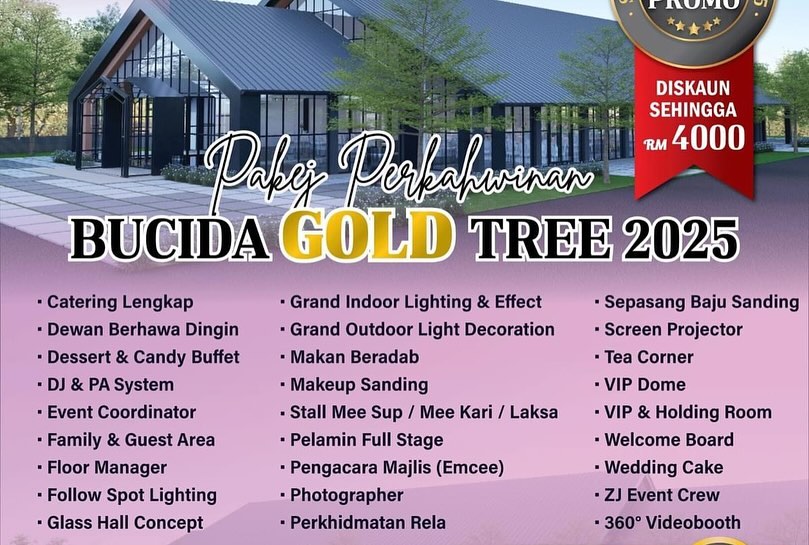 PROMO
DISKAUN
SEHINGGA
RM 4000
Pakej Perkahwinan
BUCIDA GOLD TREE 2025
· Catering Lengkap
· Dewan Berhawa Dingin
· Dessert & Candy Buffet
· DJ & PA System
· Event Coordinator
· Family & Guest Area
· Floor Manager
· Follow Spot Lighting
· Glass Hall Concept
· Grand Indoor Lighting & Effect
· Grand Outdoor Light Decoration
· Makan Beradab
· Makeup Sanding
· Stall Mee Sup / Mee Kari / Laksa
· Pelamin Full Stage
· Pengacara Majlis (Emcee)
· Photographer
· Perkhidmatan Rela
· Sepasang Baju Sanding
· Screen Projector
· Tea Corner
· VIP Dome
· VIP & Holding Room
· Welcome Board
· Wedding Cake
· ZJ Event Crew
· 360° Videobooth